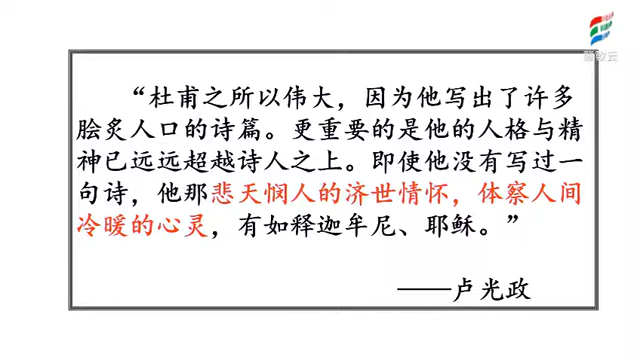 “杜甫之所以伟大，因为他写出了许多
脍炙人口的诗篇。更重要的是他的人格与精
神已远远超越诗人之上。即使他没有写过一
句诗，他那悲天悯人的济世情怀，体察人间
冷暖的心灵，有如释迦牟尼、耶稣。”
——卢光政